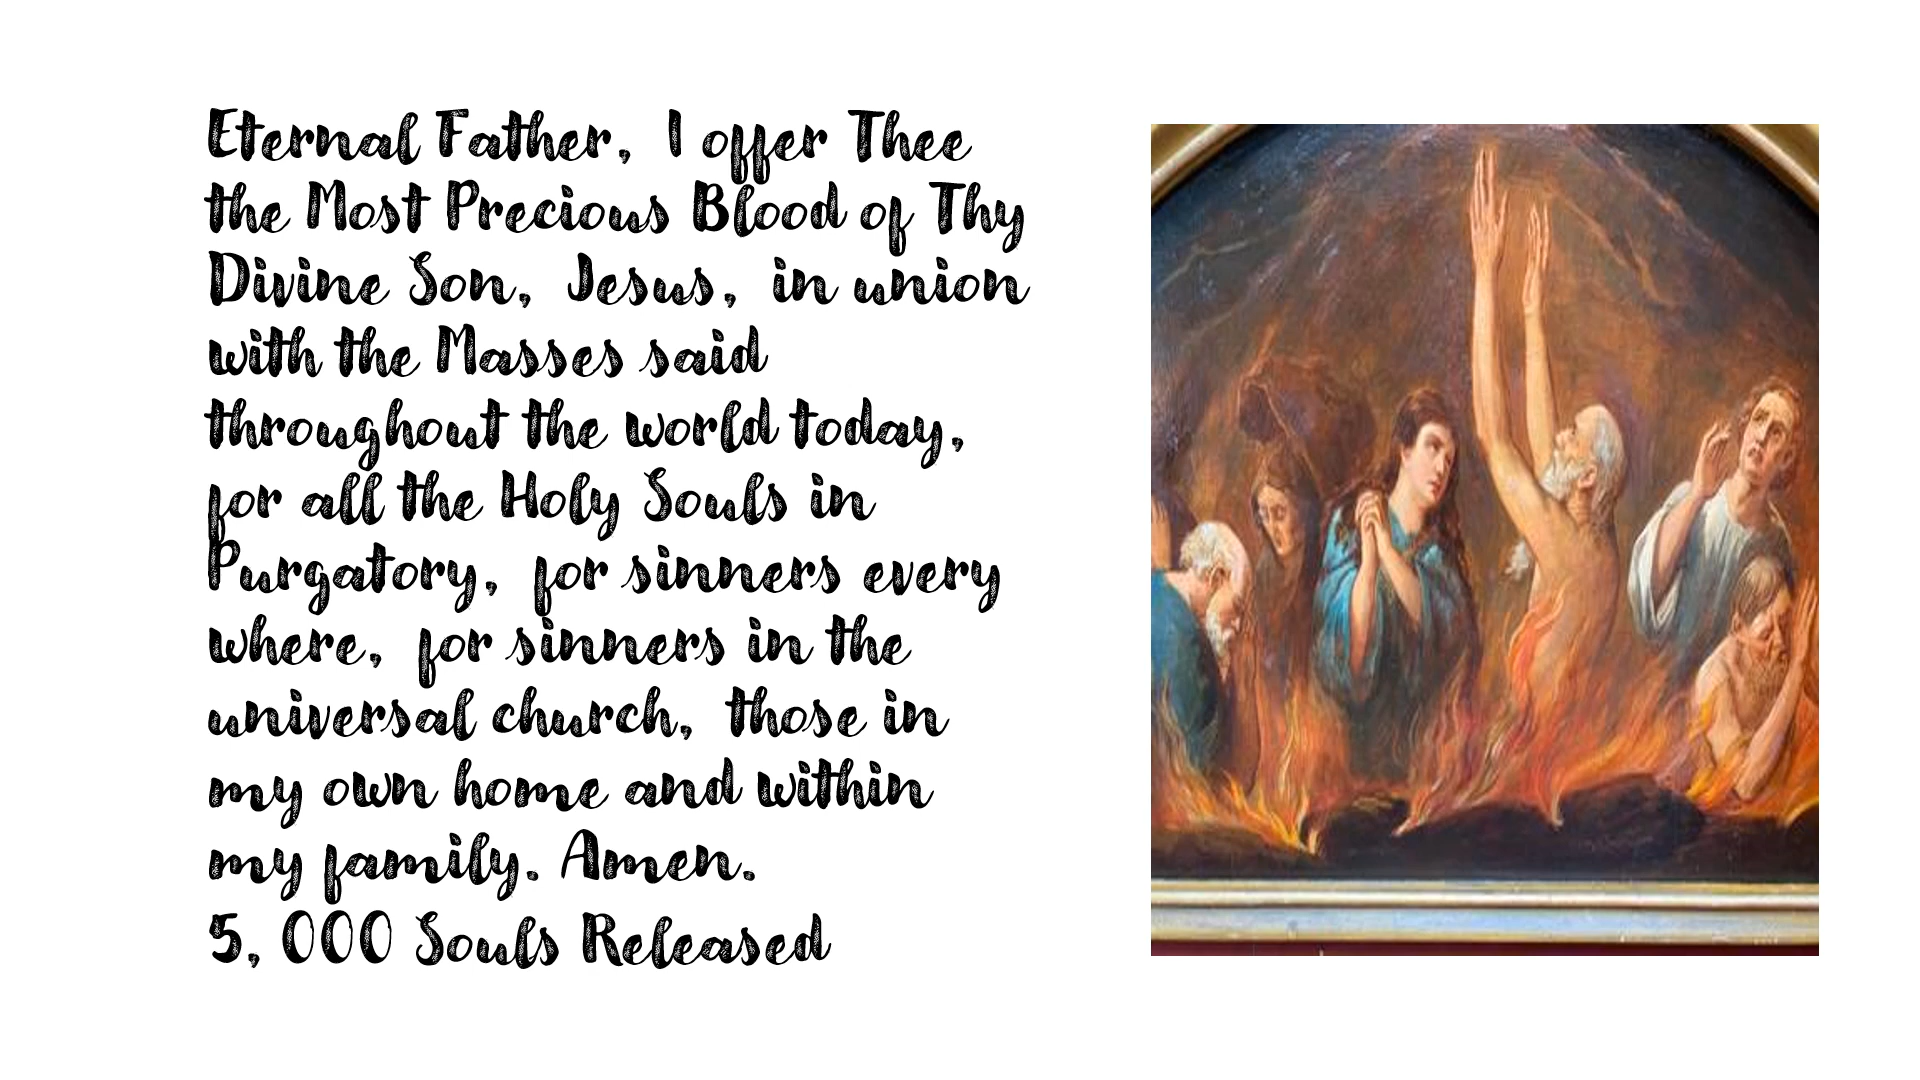 Eternal Father, I offer Thee
the Most Precious Blood of Thy
Divine Son, Jesus, in union
with the Masses said
throughout the world today,
for all the Holy Souls in
Purgatory, for sinners every
where, for sinners in the
universal church, those in
my own home and within
my family. Amen.
5, 000 Souls Released